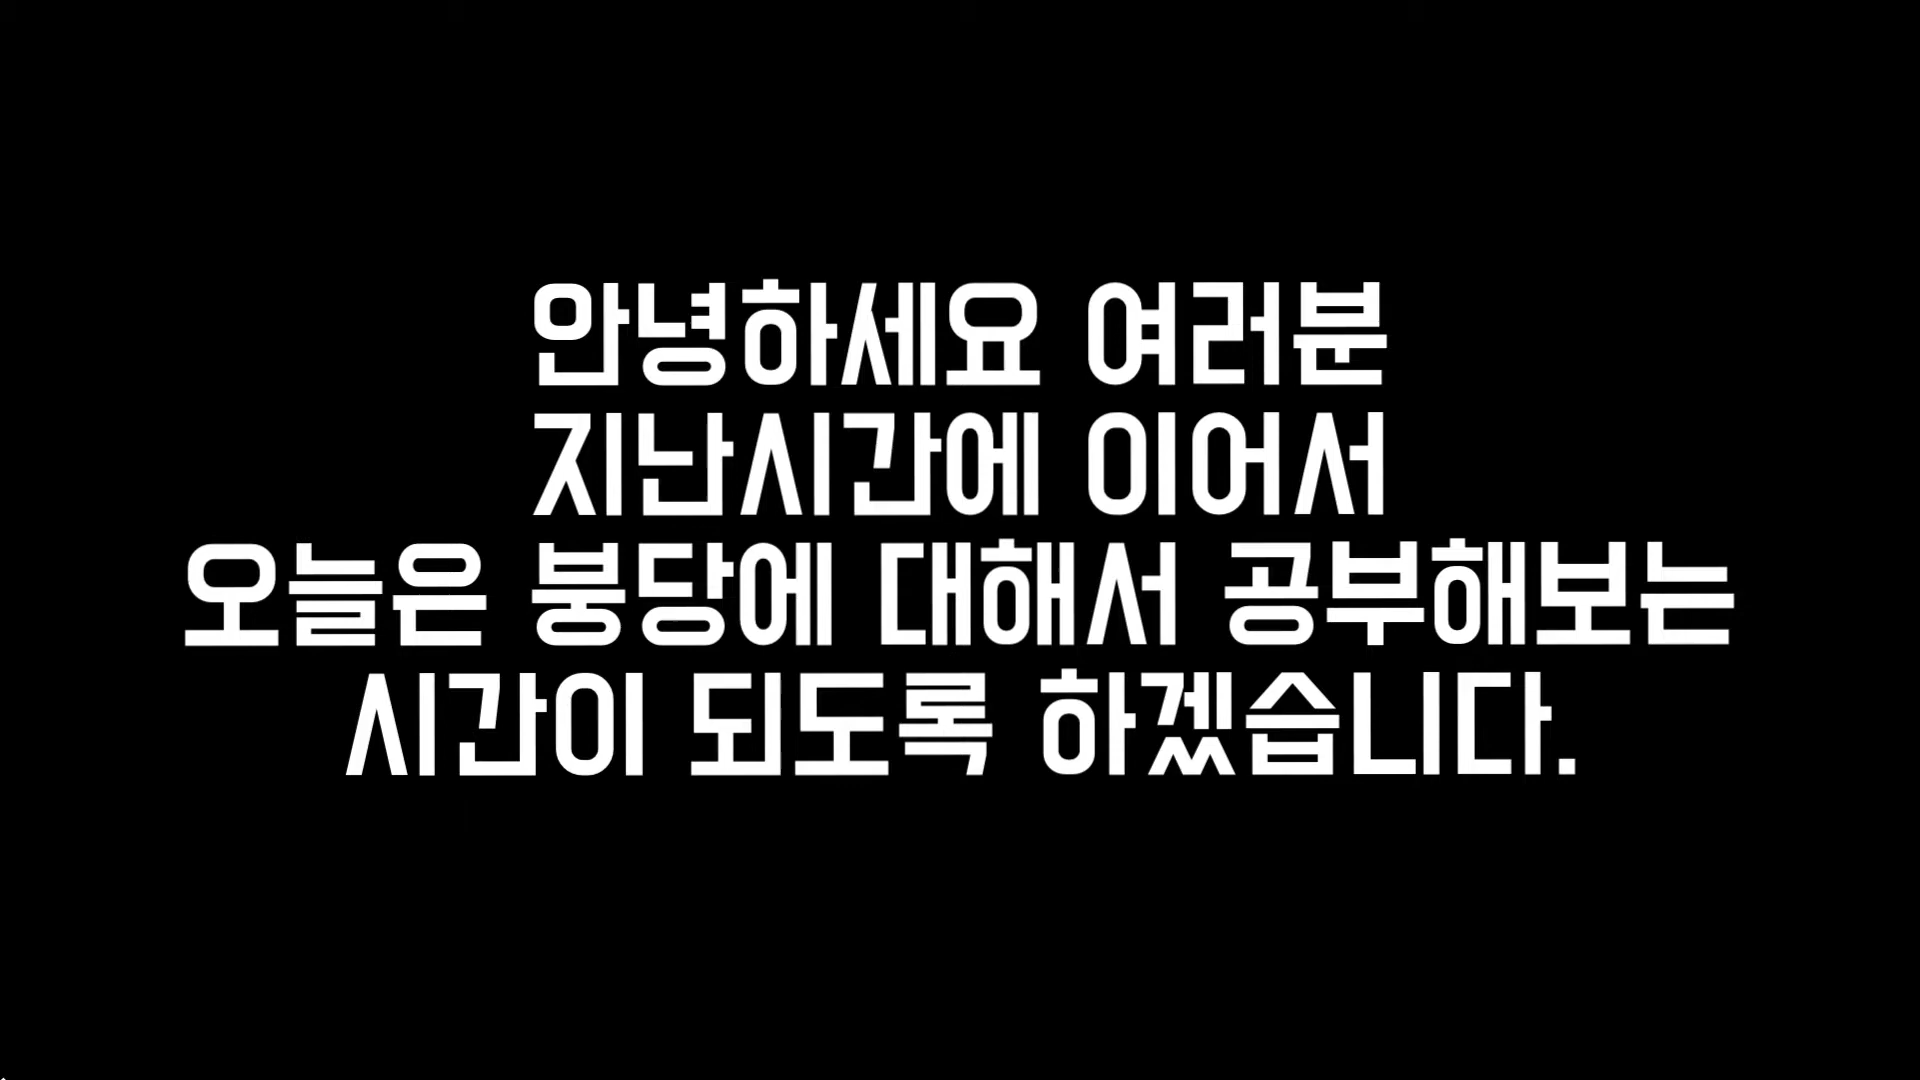 안녕하세요 여러분
지난시간에 이어서
오늘은 붕당에 대해서 공부해보는
시간이 되도록 하겠습니다.